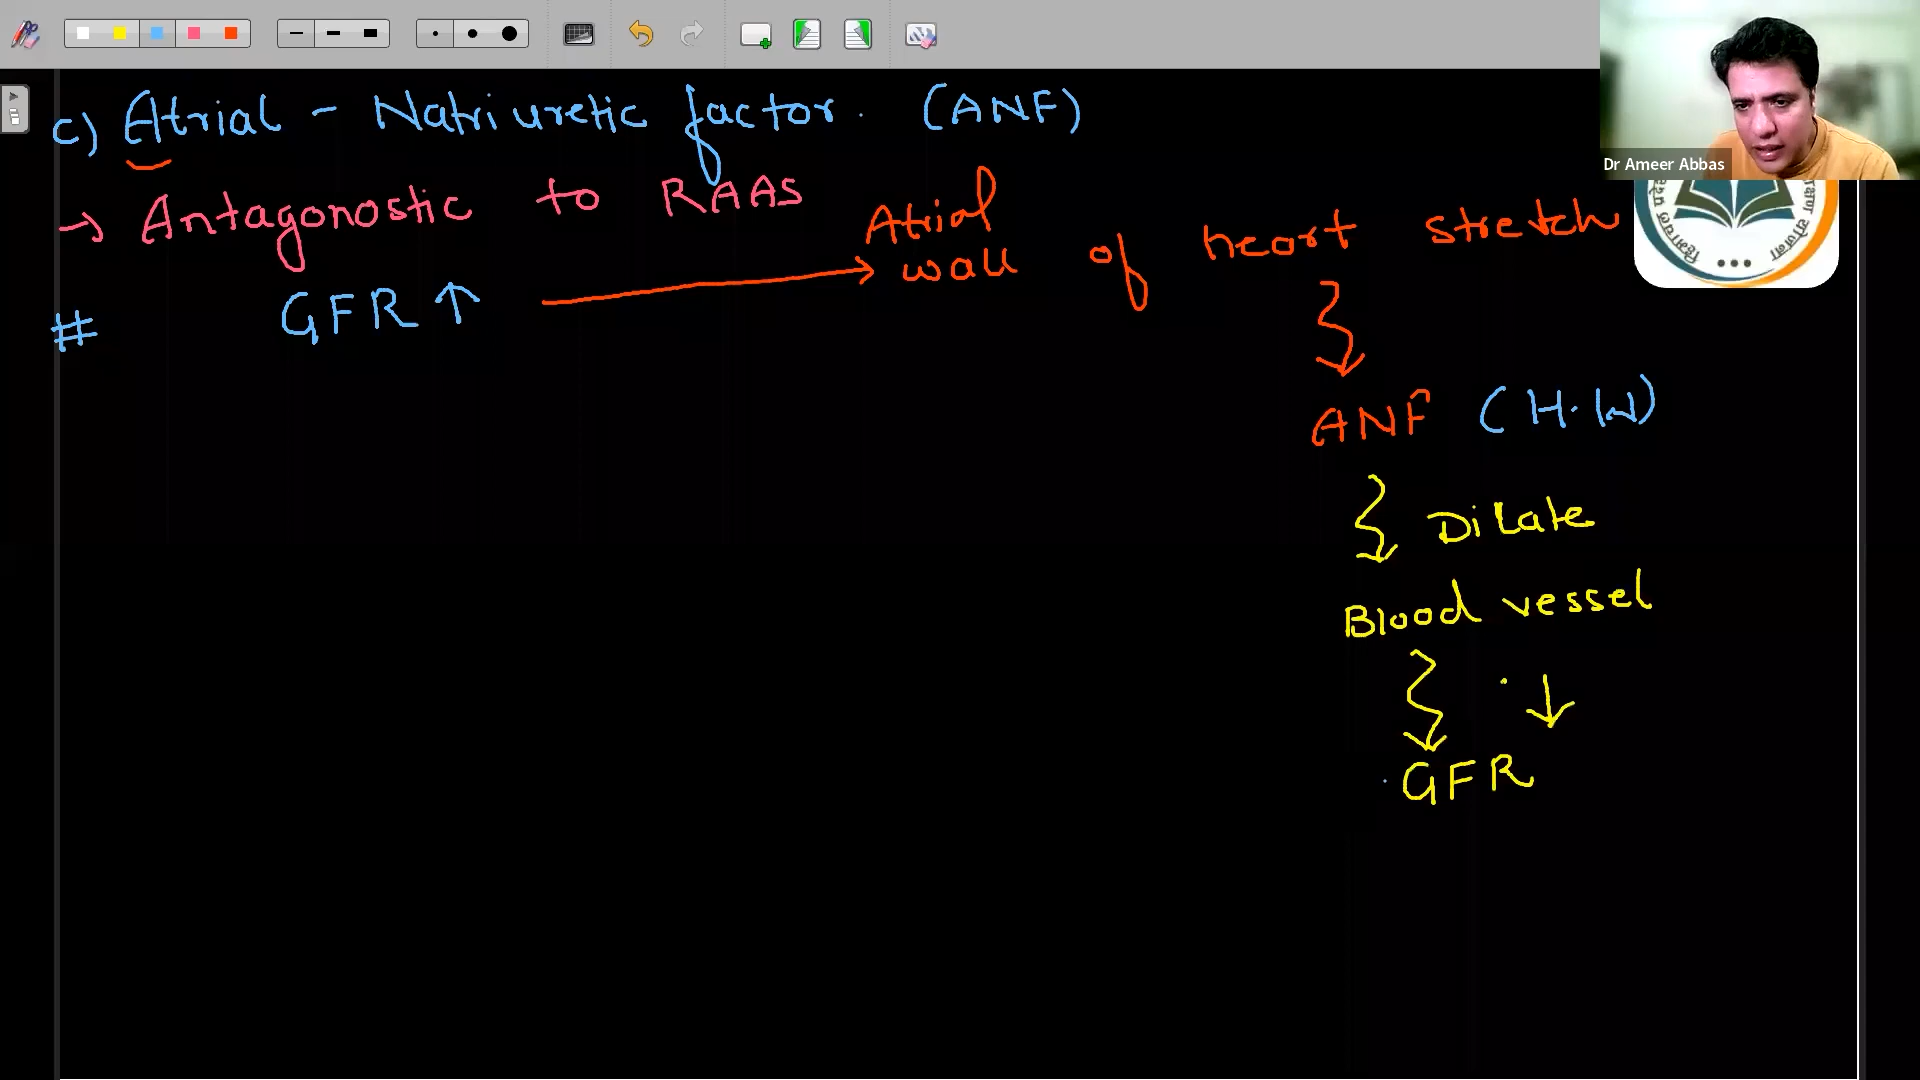 Dr Ameer Abbas
c) Atrial - Natriuretic factor. (ANF)
→ Antagonostic to RAAS
# GFR ↑ → Atrial wall of heart stretch
ANF (H.W)
Dilate
Blood vessel
↓
GFR